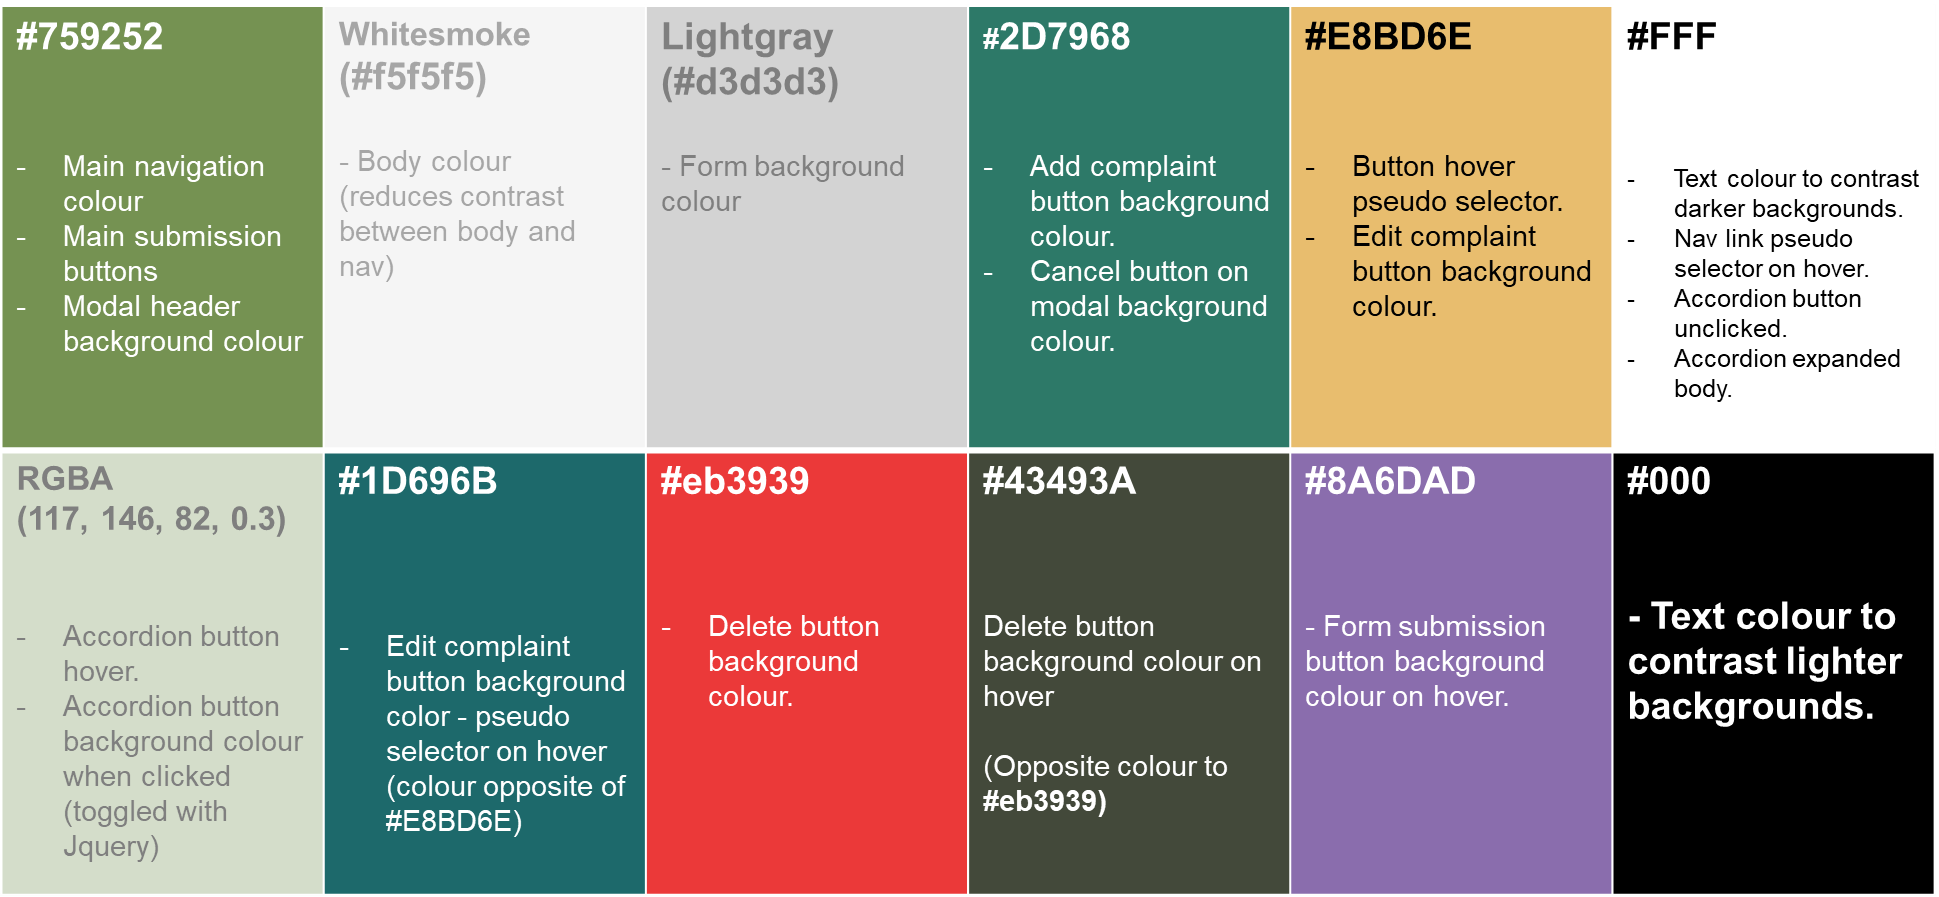 #759252
- Main navigation
colour
- Main submission
buttons
- Modal header
background colour
Whitesmoke
(#f5f5f5)
- Body colour
(reduces contrast
between body and
nav)
Lightgray
(#d3d3d3)
- Form background
colour
#2D7968
- Add complaint
button background
colour.
- Cancel button on
modal background
colour.
#E8BD6E
- Button hover
pseudo selector.
- Edit complaint
button background
colour.
#FFF
- Text colour to contrast
darker backgrounds.
- Nav link pseudo
selector on hover.
- Accordion button
unclicked.
- Accordion expanded
body.
RGBA
(117, 146, 82, 0.3)
- Accordion button
hover.
- Accordion button
background colour
when clicked
(toggled with
Jquery)
#1D696B
- Edit complaint
button background
color - pseudo
selector on hover
(colour opposite of
#E8BD6E)
#eb3939
- Delete button
background
colour.
#43493A
Delete button
background colour on
hover
(Opposite colour to
#eb3939)
#8A6DAD
- Form submission
button background
colour on hover.
#000
- Text colour to
contrast lighter
backgrounds.